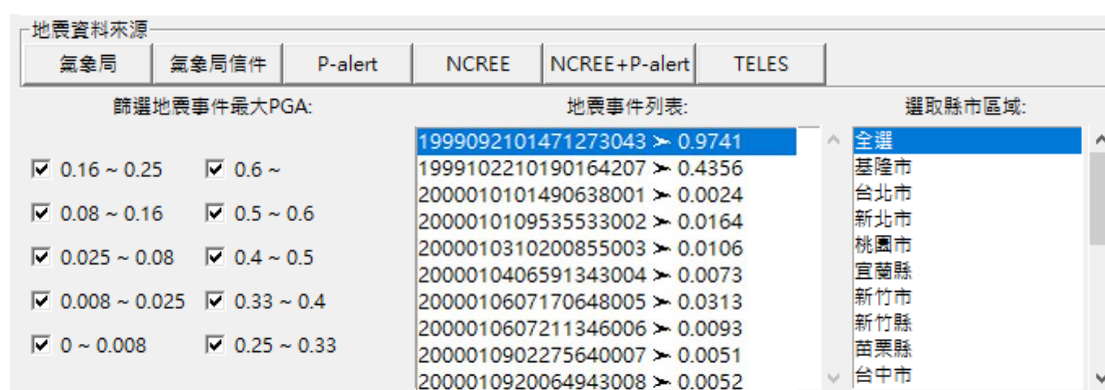 地震資料來源
氣象局 氣象局信件 P-alert NCREE NCREE+P-alert TELES
篩選地震事件最大PGA:
0.16 ~ 0.25 0.6 ~
0.08 ~ 0.16 0.5 ~ 0.6
0.025 ~ 0.08 0.4 ~ 0.5
0.008 ~ 0.025 0.33 ~ 0.4
0 ~ 0.008 0.25 ~ 0.33
地震事件列表:
1999092101471273043 ➣ 0.9741
1999102210190164207 ➣ 0.4356
2000010101490638001 ➣ 0.0024
2000010109535533002 ➣ 0.0164
2000010310200855003 ➣ 0.0106
2000010406591343004 ➣ 0.0073
2000010607170648005 ➣ 0.0313
2000010607211346006 ➣ 0.0093
2000010902275640007 ➣ 0.0051
2000010920064943008 ➣ 0.0052
選取縣市區域:
全選
基隆市
台北市
新北市
桃園市
宜蘭縣
新竹市
新竹縣
苗栗縣
台中市